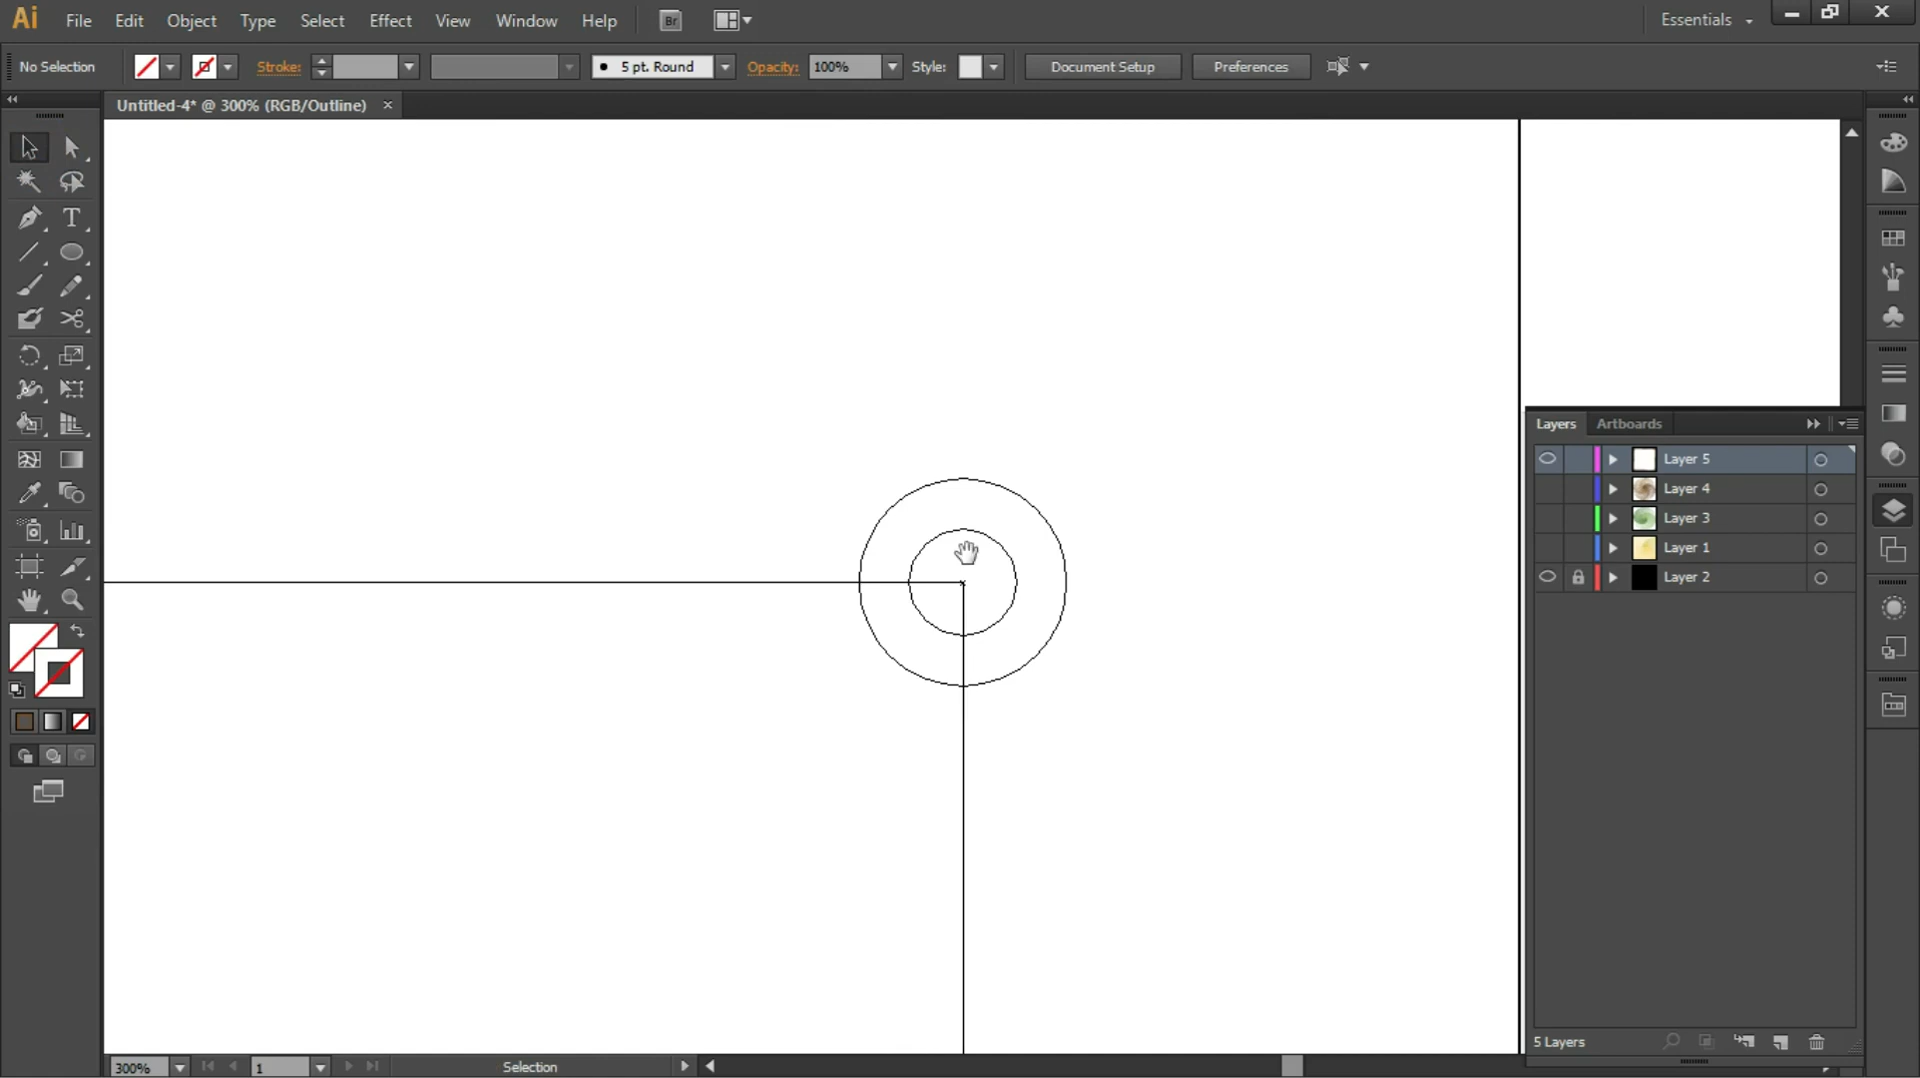 Ai File Edit Object Type Select Effect View Window Help Br Essentials
No Selection Stroke: 5 pt. Round Opacity: 100% Style: Document Setup Preferences
Untitled-4* @ 300% (RGB/Outline)
T
Layers Artboards
Layer 5
Layer 4
Layer 3
Layer 1
Layer 2
5 Layers
300% 1 Selection